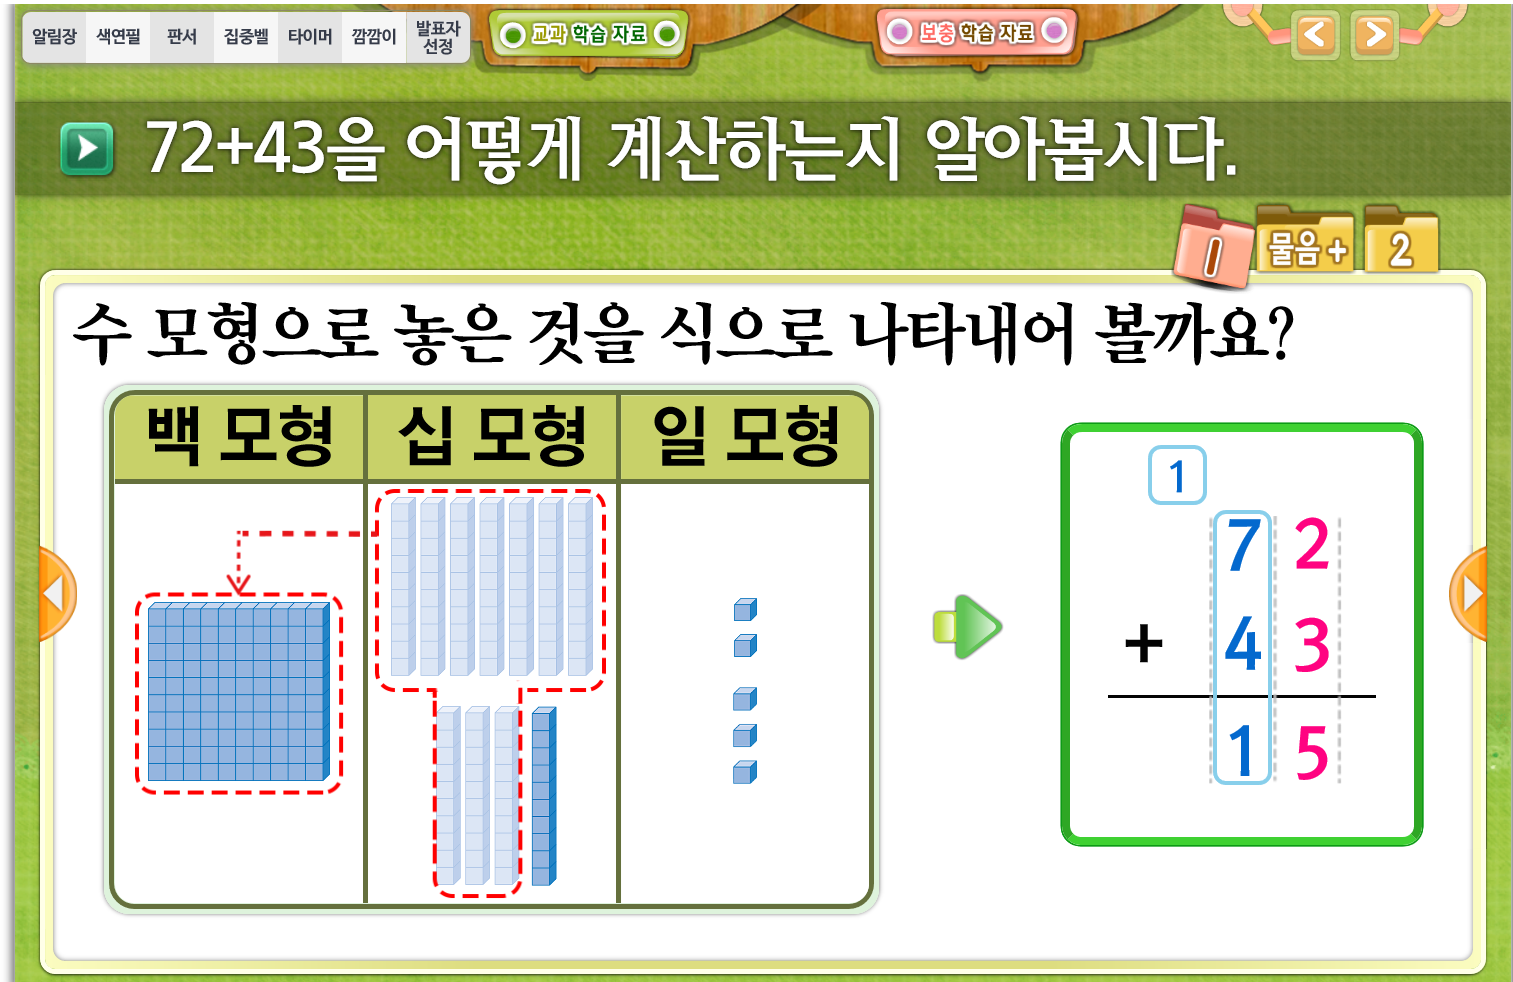 알림장 색연필 판서 집중벨 타이머 깜깜이 발표자 선정
교과 학습 자료
보충 학습 자료
72+43을 어떻게 계산하는지 알아봅시다.
1 물음+ 2
수 모형으로 놓은 것을 식으로 나타내어 볼까요?
백 모형 십 모형 일 모형
1
7 2
+ 4 3
1 5